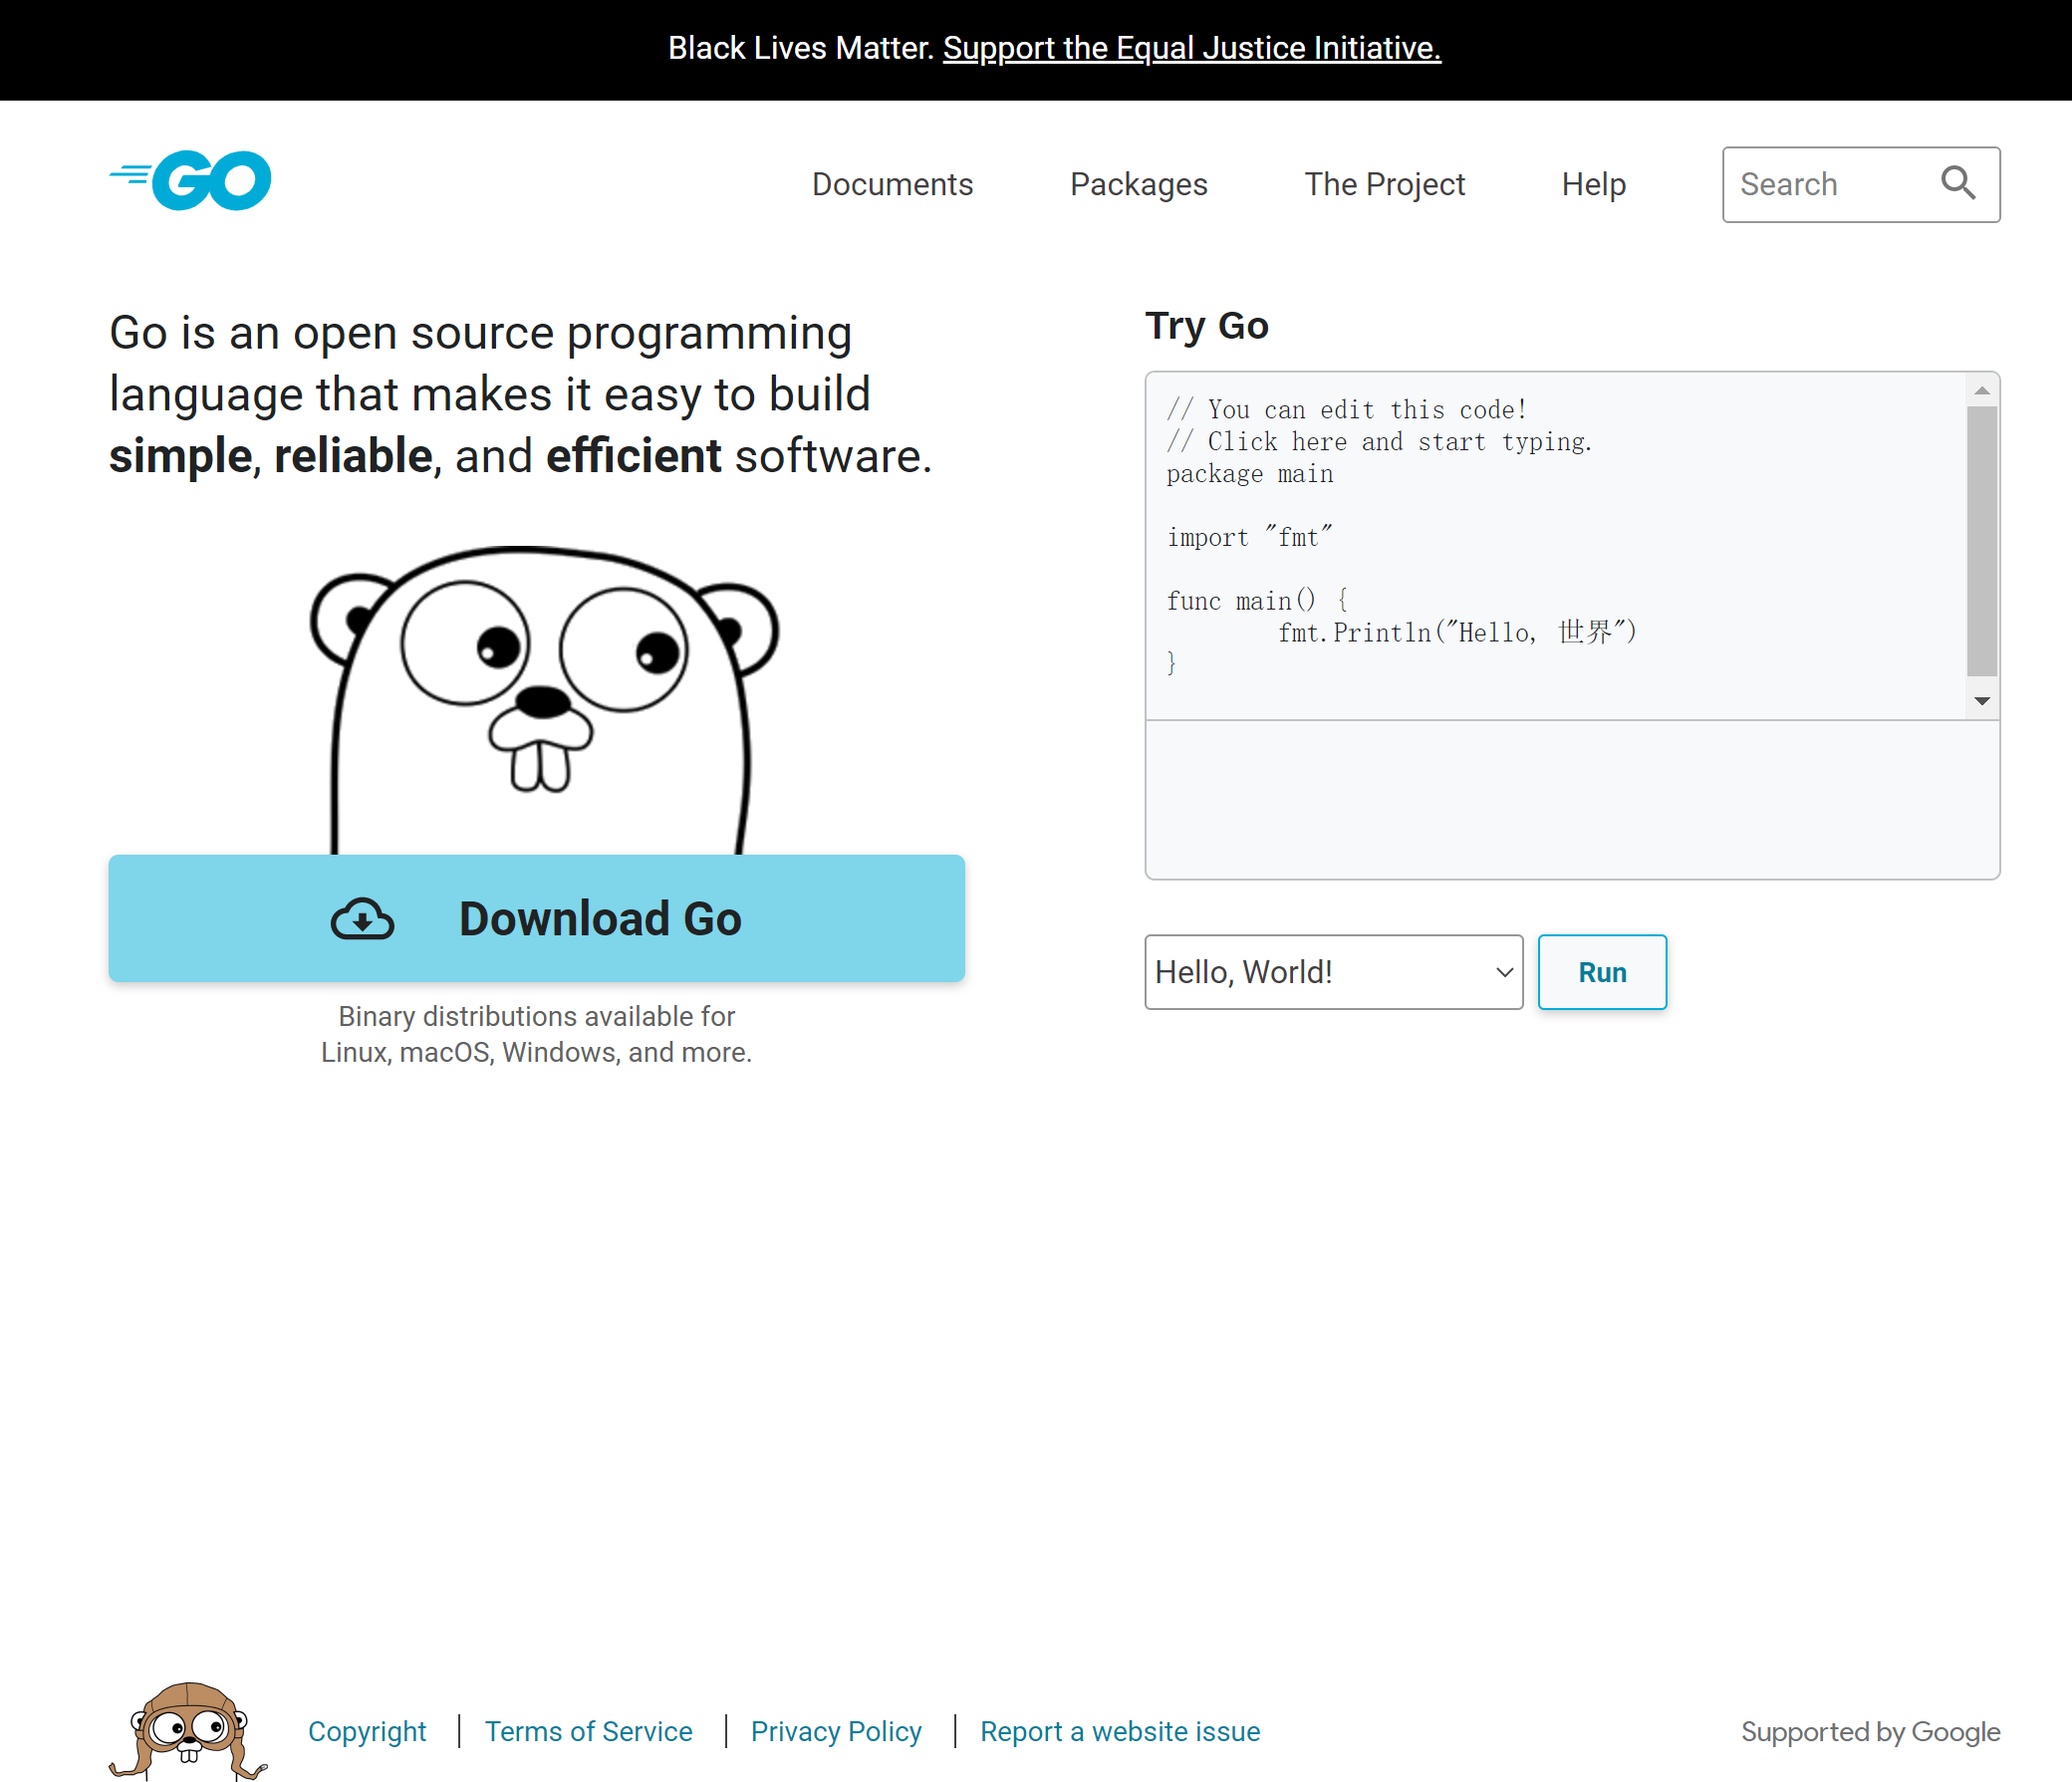 Black Lives Matter. Support the Equal Justice Initiative.
GO
Documents
Packages
The Project
Help
Search
Go is an open source programming
language that makes it easy to build
simple, reliable, and efficient software.
Download Go
Binary distributions available for
Linux, macOS, Windows, and more.
Try Go
// You can edit this code!
// Click here and start typing.
package main
import "fmt"
func main() {
fmt.Println("Hello, 世界")
}
Hello, World!
Run
Copyright
Terms of Service
Privacy Policy
Report a website issue
Supported by Google